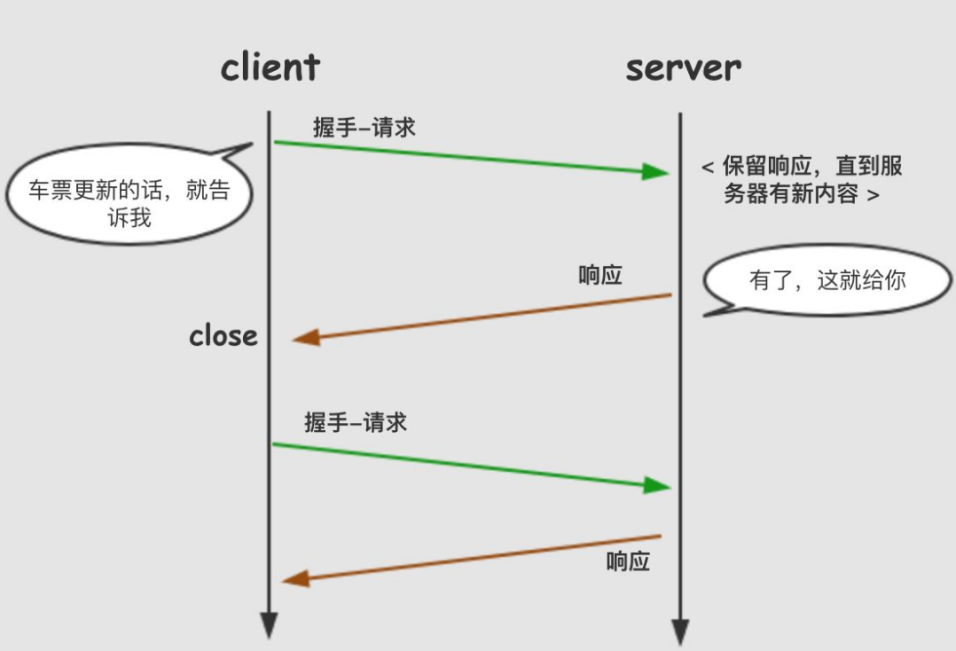 client
server
握手–请求
车票更新的话，就告
诉我
< 保留响应，直到服
务器有新内容 >
响应
有了，这就给你
close
握手–请求
响应